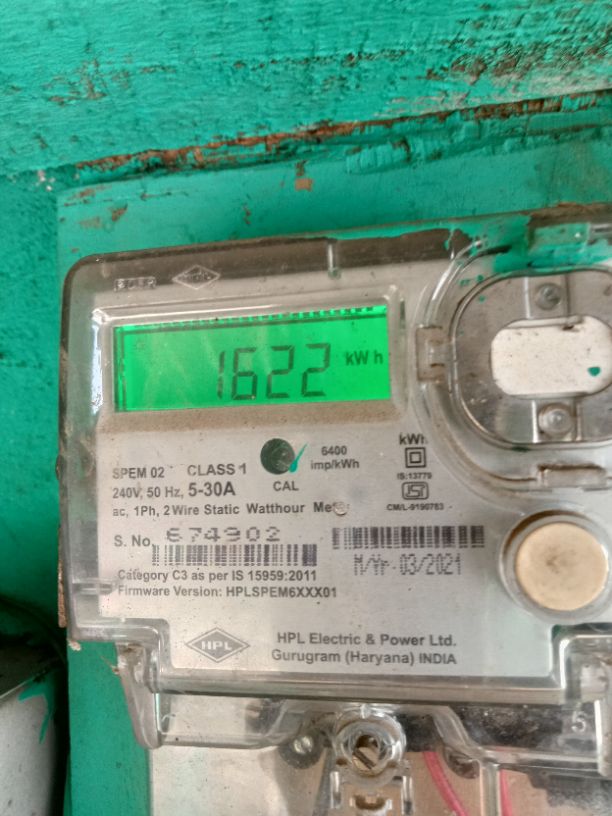 1622 kWh
SPEM 02 CLASS 1
6400
imp/kWh
kWh
240V, 50 Hz, 5-30A
CAL
IS:13779
ac, 1Ph, 2 Wire Static Watthour
CM/L-9190783
S. No. 674902
M/Yr 03/2021
Category C3 as per IS 15959:2011
Firmware Version: HPLSPEM6XXX01
HPL
HPL Electric & Power Ltd.
Gurugram (Haryana) INDIA
5